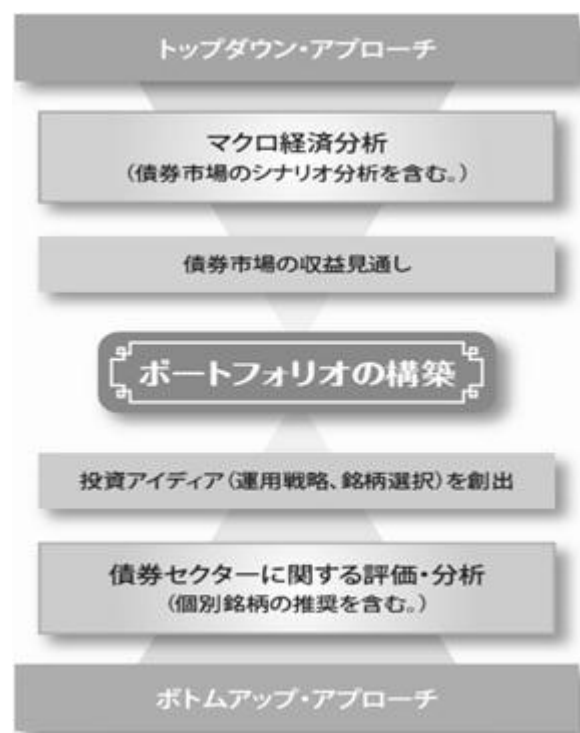 トップダウン・アプローチ
マクロ経済分析
(債券市場のシナリオ分析を含む。)
債券市場の収益見通し
ポートフォリオの構築
投資アイディア(運用戦略、銘柄選択)を創出
債券セクターに関する評価・分析
(個別銘柄の推奨を含む。)
ボトムアップ・アプローチ